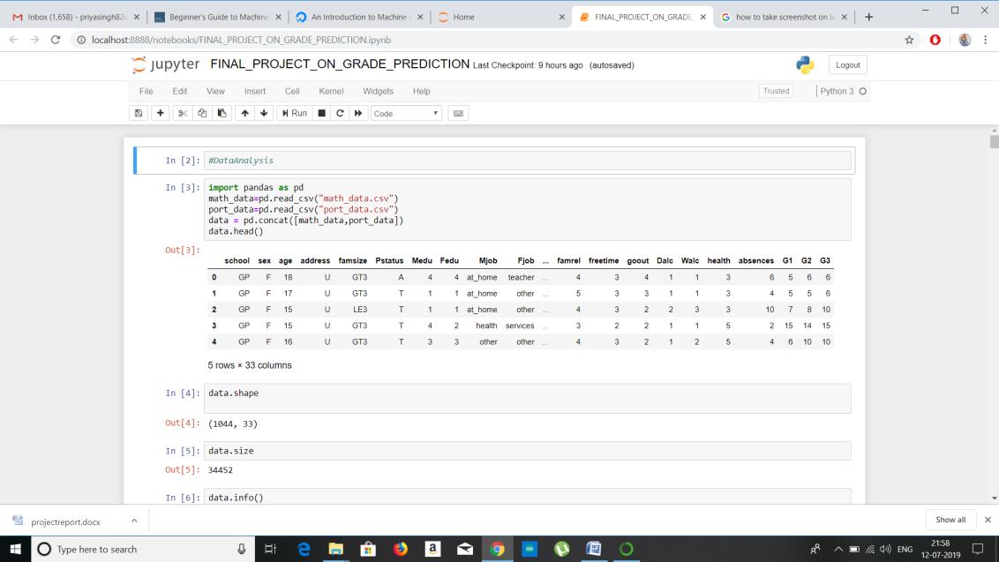 Inbox (1,658) - priyasingh82
Beginner's Guide to Machine
An Introduction to Machine
Home
FINAL_PROJECT_ON_GRADE_
how to take screenshot on la
localhost:8888/notebooks/FINAL_PROJECT_ON_GRADE_PREDICTION.ipynb
jupyter FINAL_PROJECT_ON_GRADE_PREDICTION Last Checkpoint: 9 hours ago (autosaved)
Logout
File Edit View Insert Cell Kernel Widgets Help
Trusted
Python 3
Run
Code
In [2]: #DataAnalysis
In [3]: import pandas as pd
math_data=pd.read_csv("math_data.csv")
port_data=pd.read_csv("port_data.csv")
data = pd.concat([math_data,port_data])
data.head()
Out[3]:
school sex age address famsize Pstatus Medu Fedu Mjob Fjob ... famrel freetime goout Dalc Walc health absences G1 G2 G3
0 GP F 18 U GT3 A 4 4 at_home teacher ... 4 3 4 1 1 3 6 5 6 6
1 GP F 17 U GT3 T 1 1 at_home other ... 5 3 3 1 1 3 4 5 5 6
2 GP F 15 U LE3 T 1 1 at_home other ... 4 3 2 2 3 3 10 7 8 10
3 GP F 15 U GT3 T 4 2 health services ... 3 2 2 1 1 5 2 15 14 15
4 GP F 16 U GT3 T 3 3 other other ... 4 3 2 1 2 5 4 6 10 10
5 rows × 33 columns
In [4]: data.shape
Out[4]: (1044, 33)
In [5]: data.size
Out[5]: 34452
In [6]: data.info()
projectreport.docx
Show all
Type here to search
ENG
21:58
12-07-2019